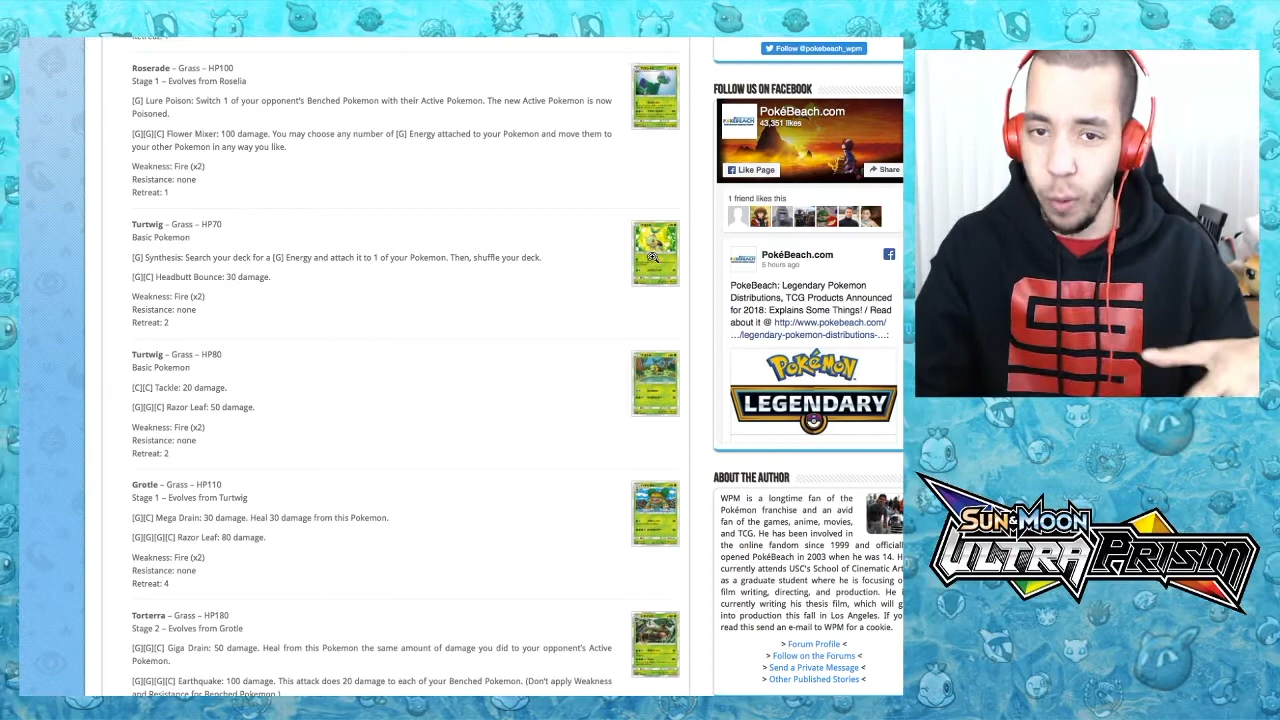 Retreat: 1
Roserade – Grass – HP100
Stage 1 – Evolves from Roselia
[G] Lure Poison: Switch 1 of your opponent's Benched Pokemon with their Active Pokemon. The new Active Pokemon is now
Poisoned.
[G][G][C] Flower Mixer: 100 damage. You may choose any number of [G] Energy attached to your Pokemon and move them to
your other Pokemon in any way you like.
Weakness: Fire (x2)
Resistance: none
Retreat: 1
Turtwig – Grass – HP70
Basic Pokemon
[G] Synthesis: Search your deck for a [G] Energy and attach it to 1 of your Pokemon. Then, shuffle your deck.
[G][C] Headbutt Bounce: 30 damage.
Weakness: Fire (x2)
Resistance: none
Retreat: 2
Turtwig – Grass – HP80
Basic Pokemon
[C][C] Tackle: 20 damage.
[G][G][C] Razor Leaf: 50 damage.
Weakness: Fire (x2)
Resistance: none
Retreat: 2
Grotle – Grass – HP110
Stage 1 – Evolves from Turtwig
[G][C] Mega Drain: 30 damage. Heal 30 damage from this Pokemon.
[G][G][G][C] Razor Leaf: 80 damage.
Weakness: Fire (x2)
Resistance: none
Retreat: 4
Torterra – Grass – HP180
Stage 2 – Evolves from Grotle
[G][G][C] Giga Drain: 50 damage. Heal from this Pokemon the same amount of damage you did to your opponent's Active
Pokemon.
[G][G][G][C] Earthquake: 100 damage. This attack does 20 damage to each of your Benched Pokemon. (Don't apply Weakness
and Resistance for Benched Pokemon.)
Follow @pokebeach_wpm
FOLLOW US ON FACEBOOK
PokéBeach.com
43,351 likes
Like Page
Share
1 friend likes this
PokéBeach.com
5 hours ago
PokeBeach: Legendary Pokemon
Distributions, TCG Products Announced
for 2018: Explains Some Things! / Read
about it @ http://www.pokebeach.com/
…/legendary-pokemon-distributions-…:
Pokémon
LEGENDARY
ABOUT THE AUTHOR
WPM is a longtime fan of the
Pokémon franchise and an avid
fan of the games, anime, movies,
and TCG. He has been involved in
the online fandom since 1999 and official
opened PokéBeach in 2003 when he was 14. H
currently attends USC's School of Cinematic Art
as a graduate student where he is focusing o
film writing, directing, and production. He i
currently writing his thesis film, which will g
into production this fall in Los Angeles. If yo
read this send an e-mail to WPM for a cookie.
> Forum Profile <
> Follow on the Forums <
> Send a Private Message <
> Other Published Stories <
SUN & MOON
ULTRA PRISM